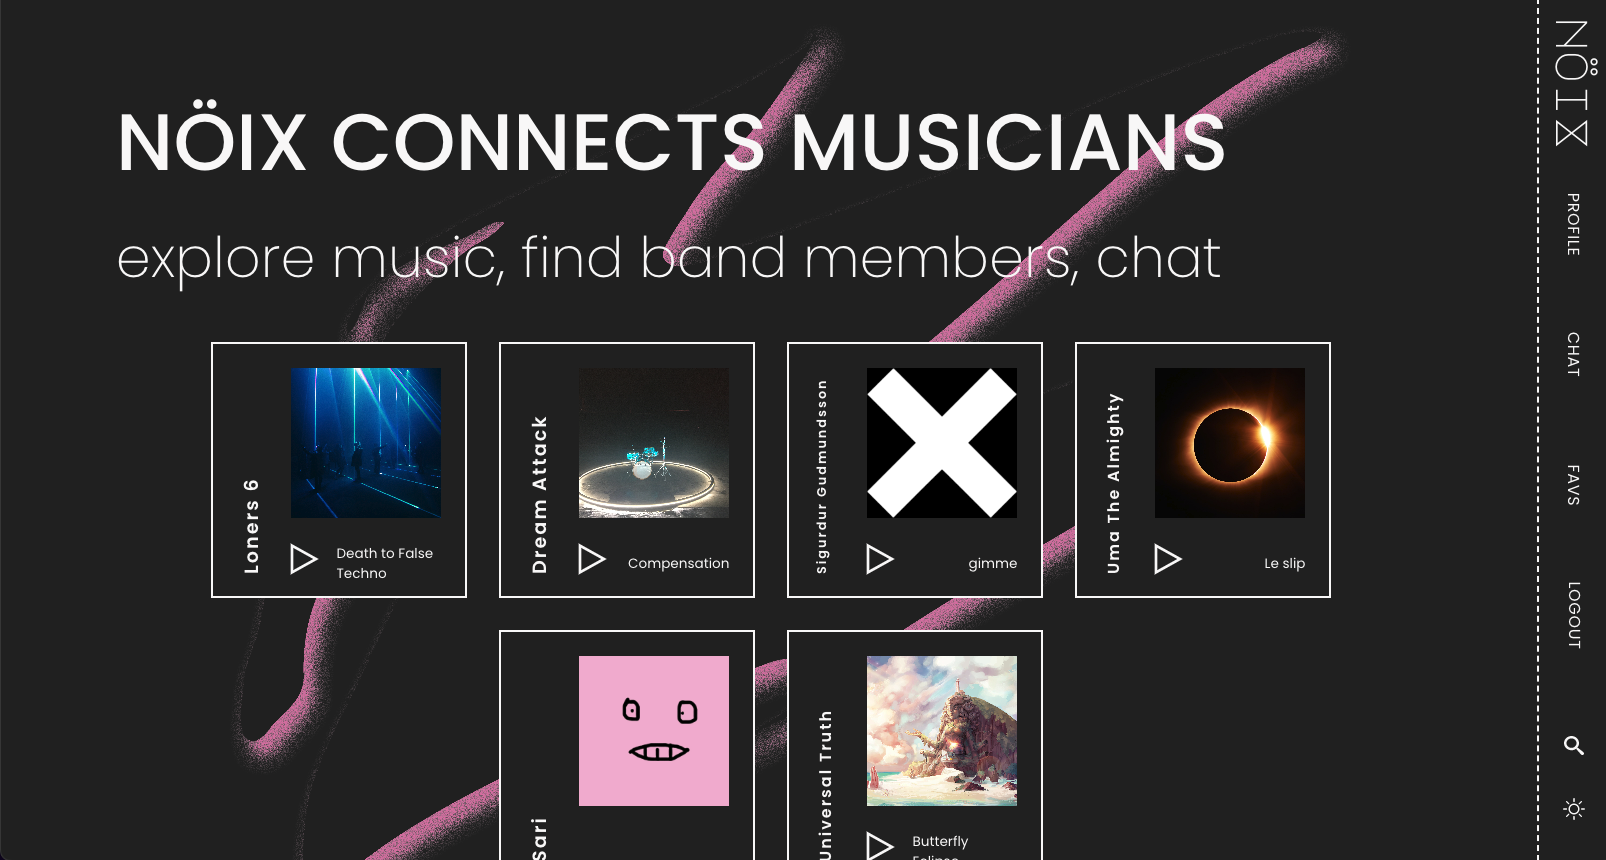 NÖIX CONNECTS MUSICIANS
explore music, find band members, chat
Loners 6
Death to False
Techno
Dream Attack
Compensation
Sigurdur Gudmundsson
gimme
Uma The Almighty
Le slip
Sari
Universal Truth
Butterfly
Eclipse
NÖIX
PROFILE
CHAT
FAVS
LOGOUT